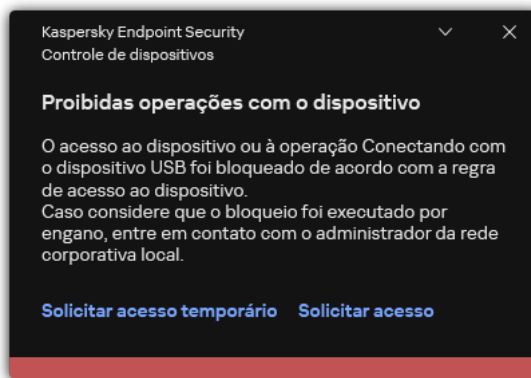 Kaspersky Endpoint Security
Controle de dispositivos
Proibidas operações com o dispositivo
O acesso ao dispositivo ou à operação Conectando com
o dispositivo USB foi bloqueado de acordo com a regra
de acesso ao dispositivo.
Caso considere que o bloqueio foi executado por
engano, entre em contato com o administrador da rede
corporativa local.
Solicitar acesso temporário Solicitar acesso